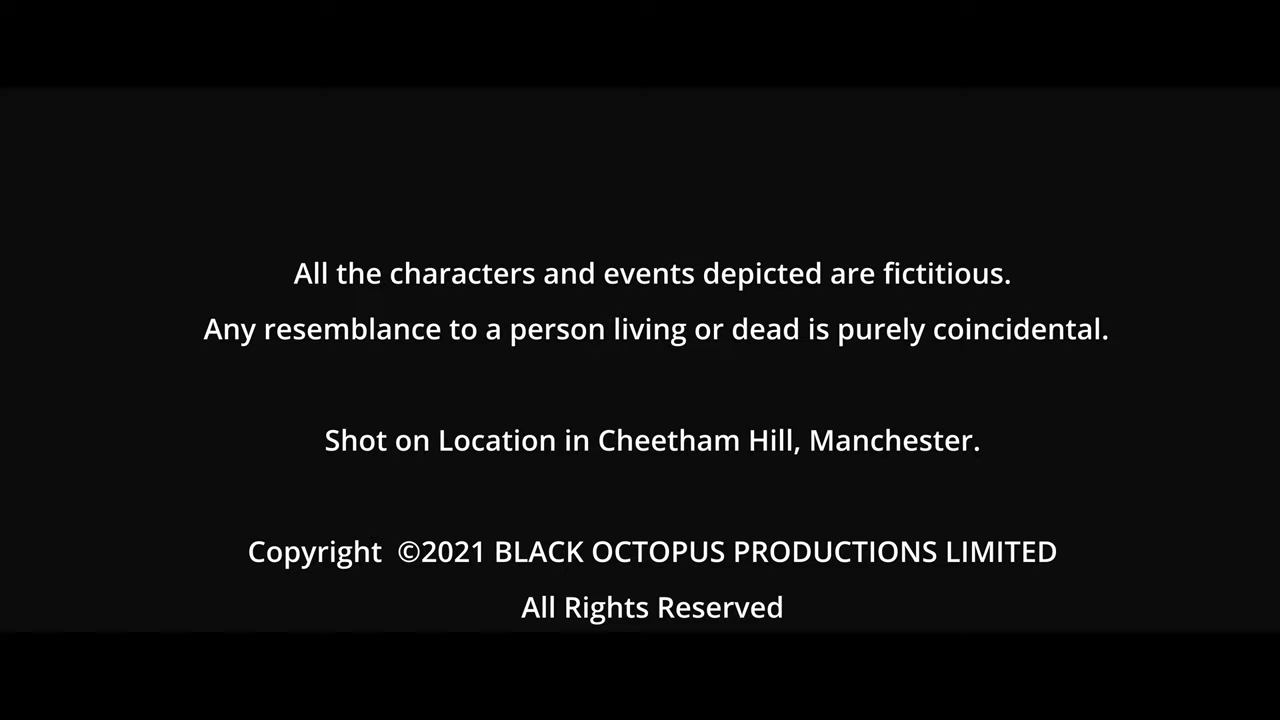 All the characters and events depicted are fictitious.
Any resemblance to a person living or dead is purely coincidental.
Shot on Location in Cheetham Hill, Manchester.
Copyright ©2021 BLACK OCTOPUS PRODUCTIONS LIMITED
All Rights Reserved